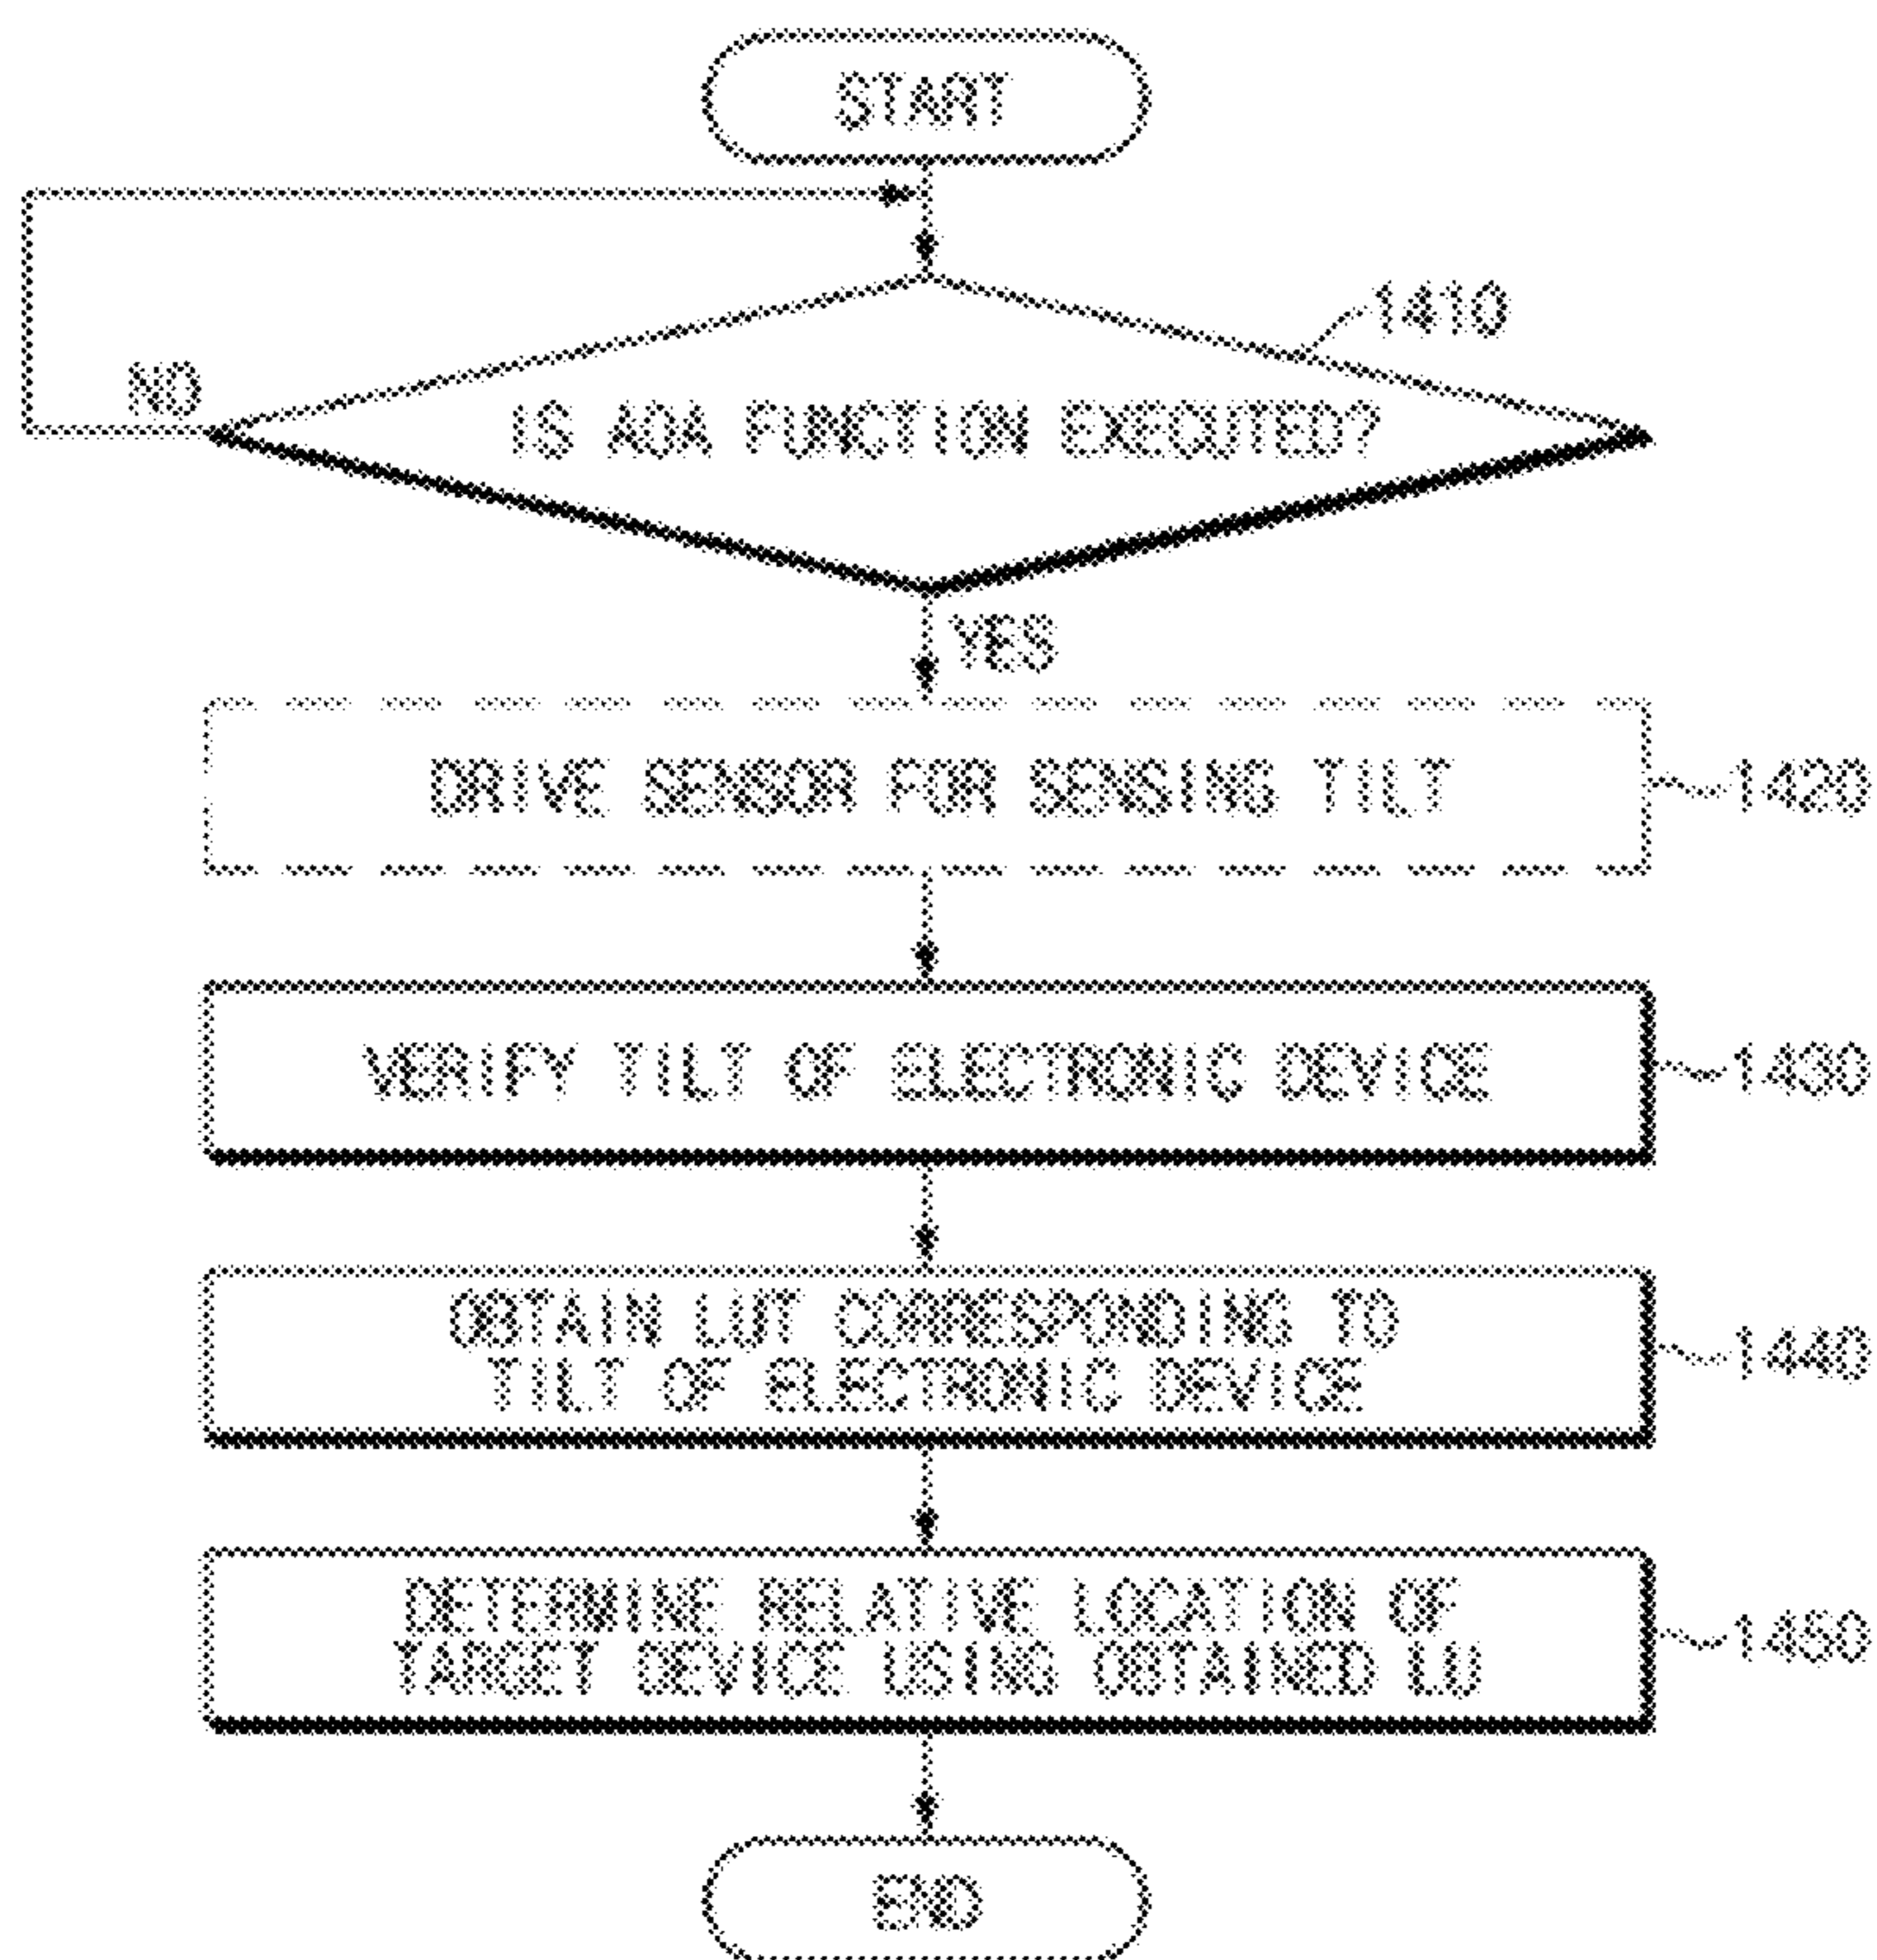 START
1410
NO
IS AOA FUNCTION EXECUTED?
YES
DRIVE SENSOR FOR SENSING TILT
1420
VERIFY TILT OF ELECTRONIC DEVICE
1430
OBTAIN LUT CORRESPONDING TO
TILT OF ELECTRONIC DEVICE
1440
DETERMINE RELATIVE LOCATION OF
TARGET DEVICE USING OBTAINED LU
1450
END